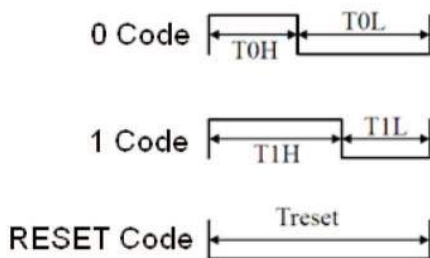 0 Code
T0H
T0L
1 Code
T1H
T1L
RESET Code
Treset